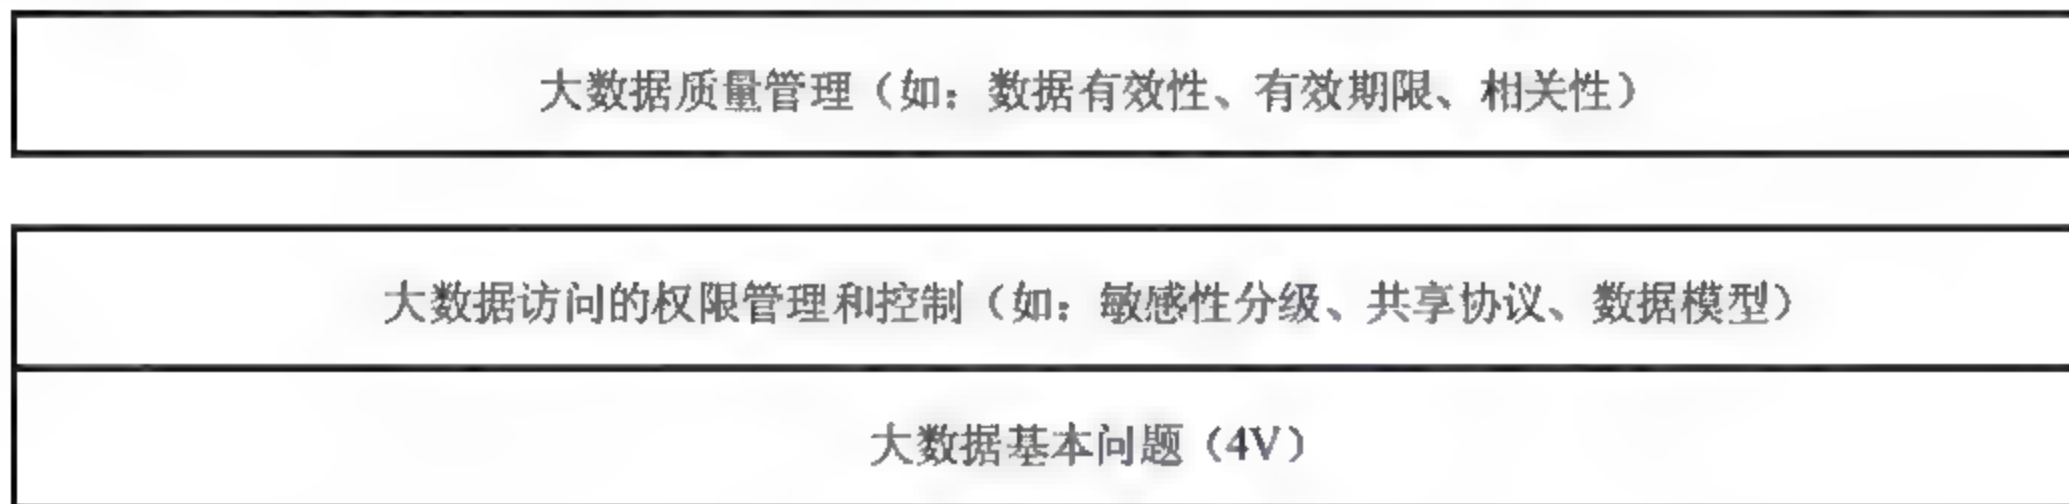 大数据质量管理（如：数据有效性、有效期限、相关性）
大数据访问的权限管理和控制（如：敏感性分级、共享协议、数据模型）
大数据基本问题（4V）